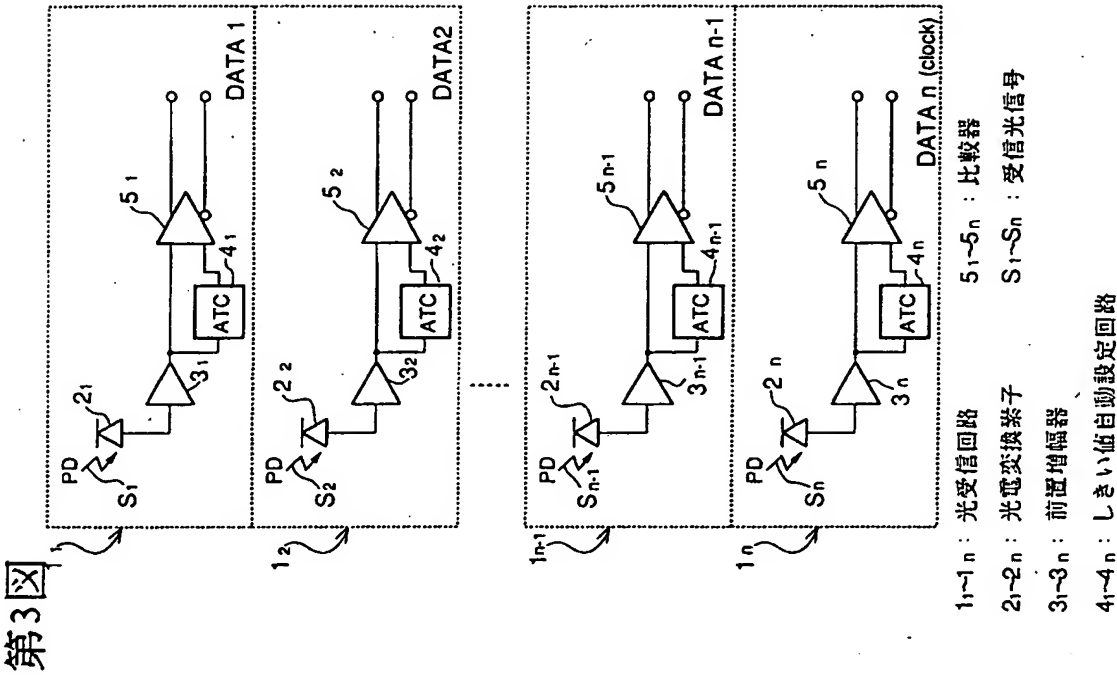 第3図
1₁
PD
S₁
2₁
3₁
ATC
4₁
5₁
DATA 1
1₂
PD
S₂
2₂
3₂
ATC
4₂
5₂
DATA2
1n-1
PD
Sn-1
2n-1
3n-1
ATC
4n-1
5n-1
DATA n-1
1n
PD
Sn
2n
3n
ATC
4n
5n
DATA n (clock)
1₁~1n : 光受信回路
2₁~2n : 光電変換素子
3₁~3n : 前置増幅器
4₁~4n : しきい値自動設定回路
5₁~5n : 比較器
S₁~Sn : 受信光信号